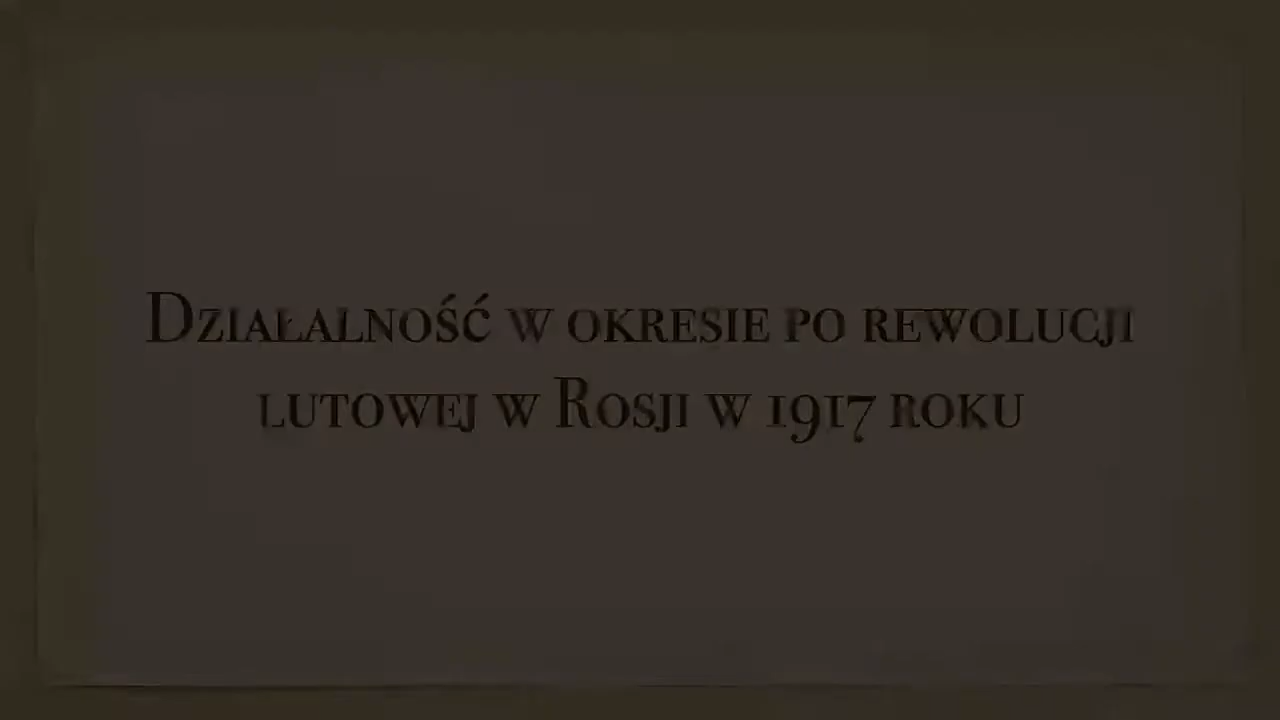 Działalność w okresie po rewolucji
lutowej w Rosji w 1917 roku